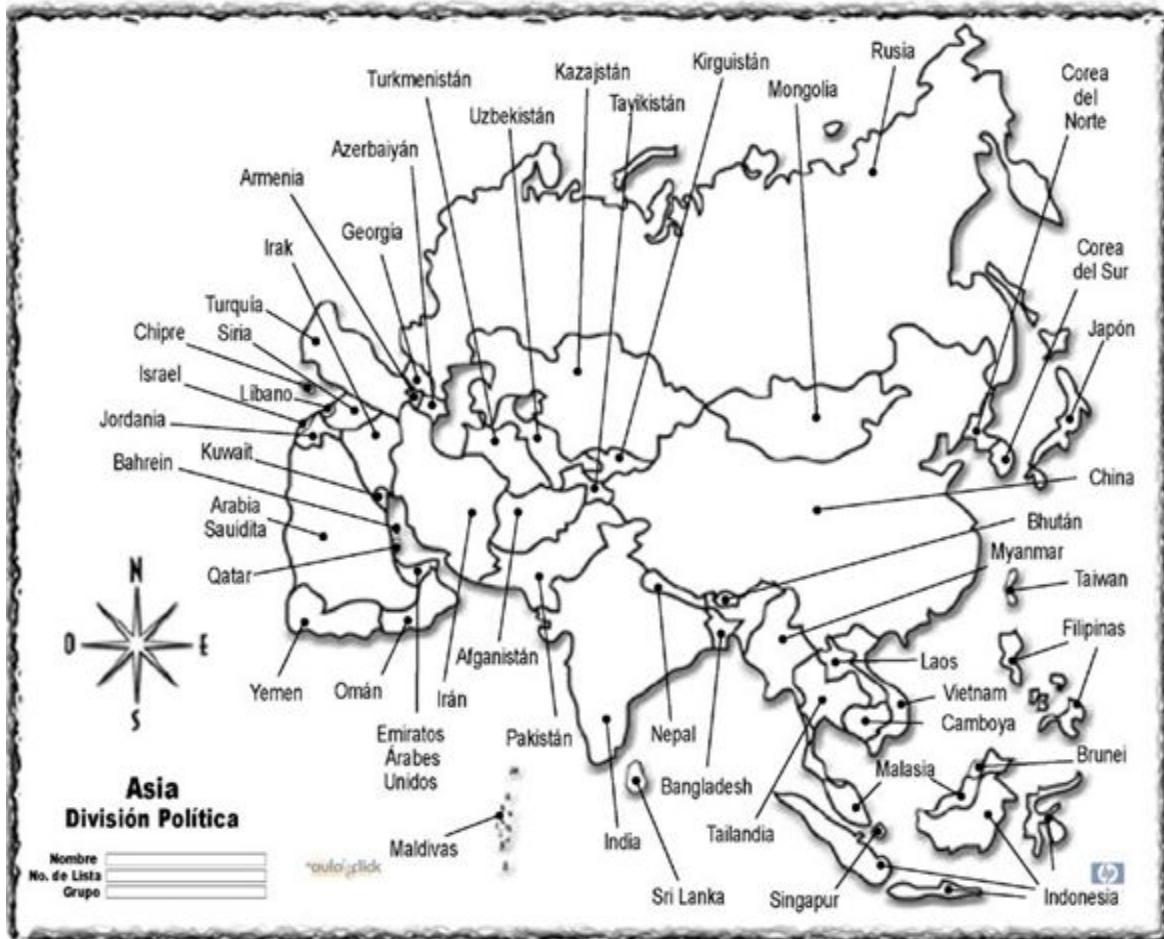 Rusia
Kirguistán
Kazajstán
Corea
del
Norte
Turkmenistán
Mongolia
Tayikistán
Uzbekistán
Azerbaiyán
Armenia
Georgia
Irak
Corea
del Sur
Turquía
Chipre
Siria
Japón
Israel
Líbano
Jordania
Kuwait
Bahrein
China
Arabia
Sauidita
Bhután
Myanmar
Qatar
Taiwan
N
O
E
S
Filipinas
Afganistán
Laos
Yemen
Omán
Irán
Vietnam
Emiratos
Árabes
Unidos
Pakistán
Nepal
Camboya
Bangladesh
Malasia
Brunei
Asia
División Política
Tailandia
India
Maldivas
Nombre
No. de Lista
Grupo
aulaclick
Sri Lanka
Singapur
Indonesia
hp